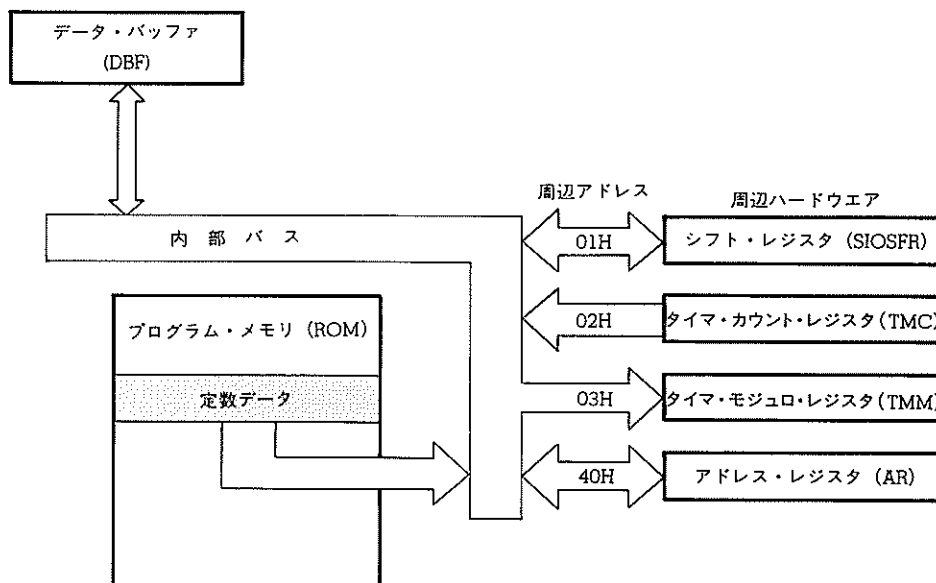 データ・バッファ
(DBF)
周辺アドレス
周辺ハードウエア
内部バス
01H
シフト・レジスタ (SIOSFR)
02H
タイマ・カウント・レジスタ (TMC)
プログラム・メモリ (ROM)
定数データ
03H
タイマ・モジュロ・レジスタ (TMM)
40H
アドレス・レジスタ (AR)